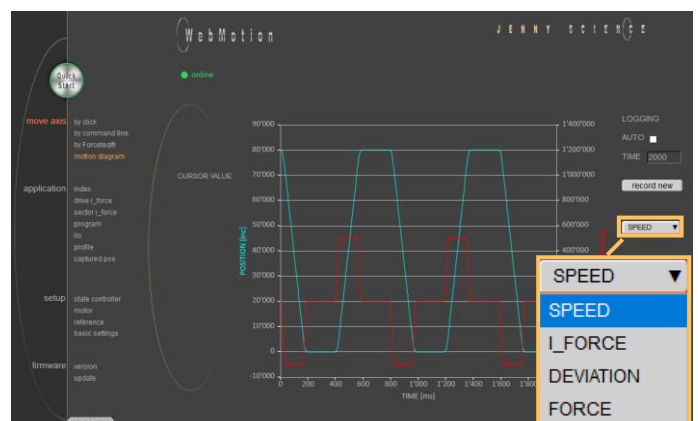 WebMotion
JENNY SCIENCE
Quick
Start
online
move axis
by click
by command line
by Forceteq®
motion diagram
application
index
drive i_force
sector i_force
program
i/o
profile
captured pos
setup
state controller
motor
reference
basic settings
firmware
version
update
CURSOR VALUE:
POSITION [inc]
90'000
80'000
70'000
60'000
50'000
40'000
30'000
20'000
10'000
0
-10'000
0 200 400 600 800 1'000 1'200 1'400 1'600
TIME [ms]
1'400'000
1'200'000
1'000'000
800'000
600'000
400'000
LOGGING
AUTO
TIME 2000
record new
SPEED ▼
SPEED ▼
SPEED
I_FORCE
DEVIATION
FORCE